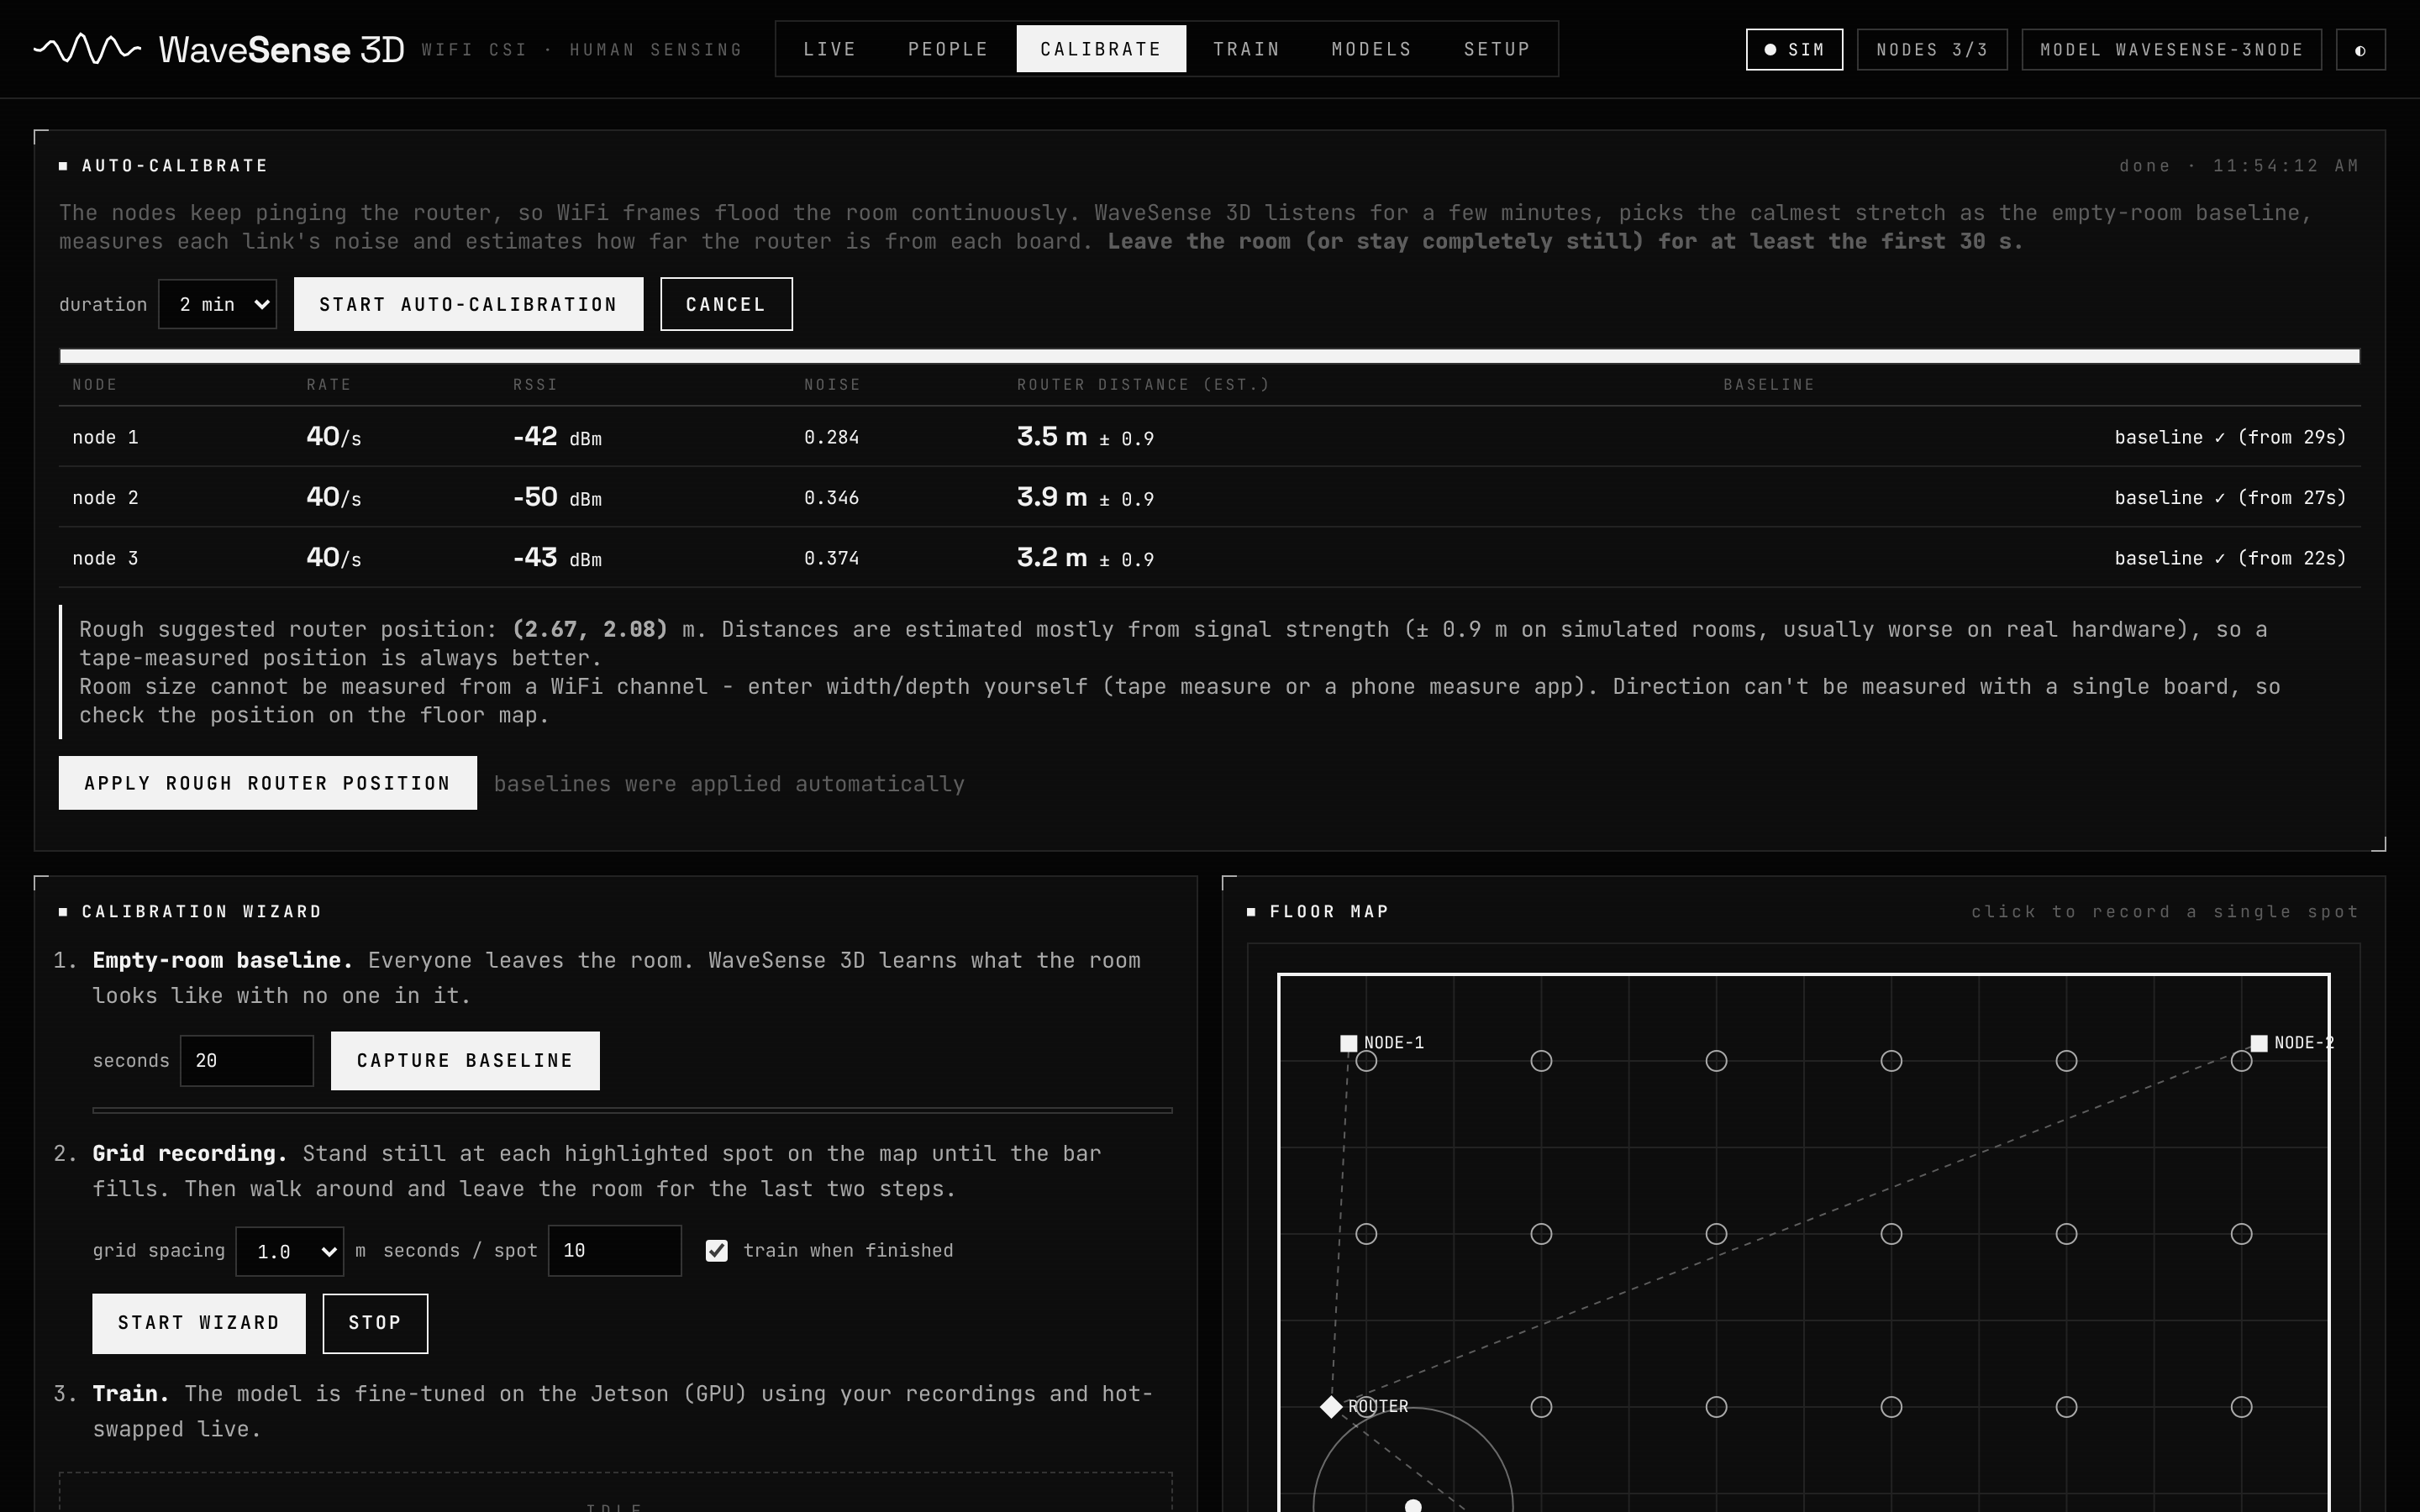 WaveSense 3D WIFI CSI · HUMAN SENSING LIVE PEOPLE CALIBRATE TRAIN MODELS SETUP SIM NODES 3/3 MODEL WAVESENSE-3NODE
AUTO-CALIBRATE done · 11:54:12 AM
The nodes keep pinging the router, so WiFi frames flood the room continuously. WaveSense 3D listens for a few minutes, picks the calmest stretch as the empty-room baseline,
measures each link's noise and estimates how far the router is from each board. Leave the room (or stay completely still) for at least the first 30 s.
duration 2 min START AUTO-CALIBRATION CANCEL
NODE RATE RSSI NOISE ROUTER DISTANCE (EST.) BASELINE
node 1 40/s -42 dBm 0.284 3.5 m ± 0.9 baseline ✓ (from 29s)
node 2 40/s -50 dBm 0.346 3.9 m ± 0.9 baseline ✓ (from 27s)
node 3 40/s -43 dBm 0.374 3.2 m ± 0.9 baseline ✓ (from 22s)
Rough suggested router position: (2.67, 2.08) m. Distances are estimated mostly from signal strength (± 0.9 m on simulated rooms, usually worse on real hardware), so a
tape-measured position is always better.
Room size cannot be measured from a WiFi channel - enter width/depth yourself (tape measure or a phone measure app). Direction can't be measured with a single board, so
check the position on the floor map.
APPLY ROUGH ROUTER POSITION baselines were applied automatically
CALIBRATION WIZARD
1. Empty-room baseline. Everyone leaves the room. WaveSense 3D learns what the room
looks like with no one in it.
seconds 20 CAPTURE BASELINE
2. Grid recording. Stand still at each highlighted spot on the map until the bar
fills. Then walk around and leave the room for the last two steps.
grid spacing 1.0 m seconds / spot 10 train when finished
START WIZARD STOP
3. Train. The model is fine-tuned on the Jetson (GPU) using your recordings and hot-
swapped live.
IDLE
FLOOR MAP click to record a single spot
NODE-1 NODE-2
ROUTER